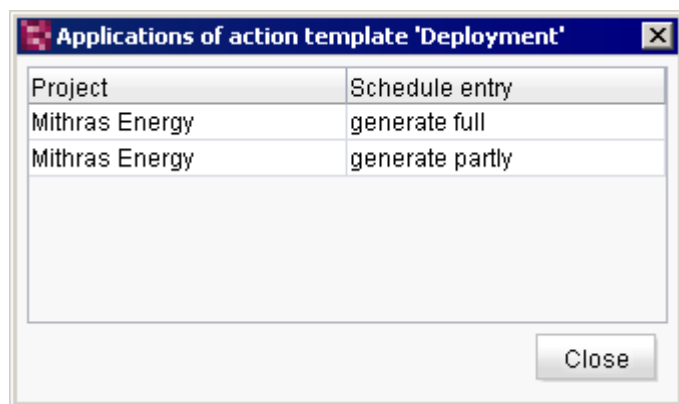 Applications of action template 'Deployment'
Project Schedule entry
Mithras Energy generate full
Mithras Energy generate partly
Close